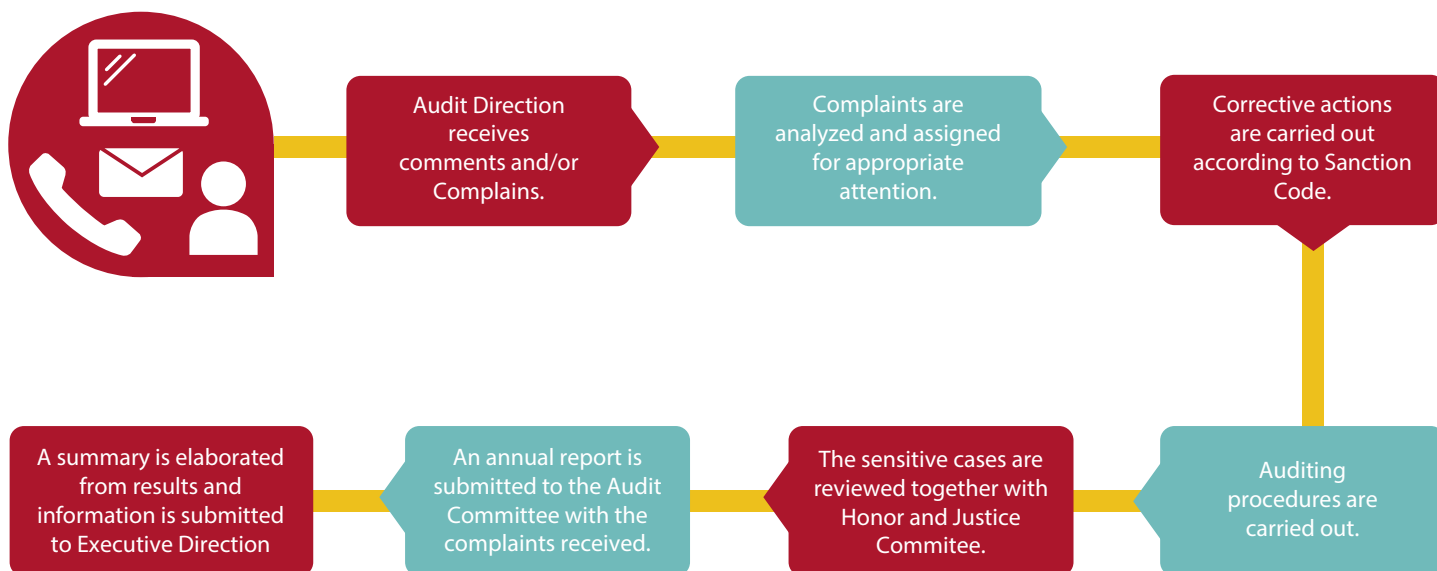 Audit Direction
receives
comments and/or
Complains.
Complaints are
analyzed and assigned
for appropriate
attention.
Corrective actions
are carried out
according to Sanction
Code.
Auditing
procedures are
carried out.
The sensitive cases are
reviewed together with
Honor and Justice
Commitee.
An annual report is
submitted to the Audit
Committee with the
complaints received.
A summary is elaborated
from results and
information is submitted
to Executive Direction